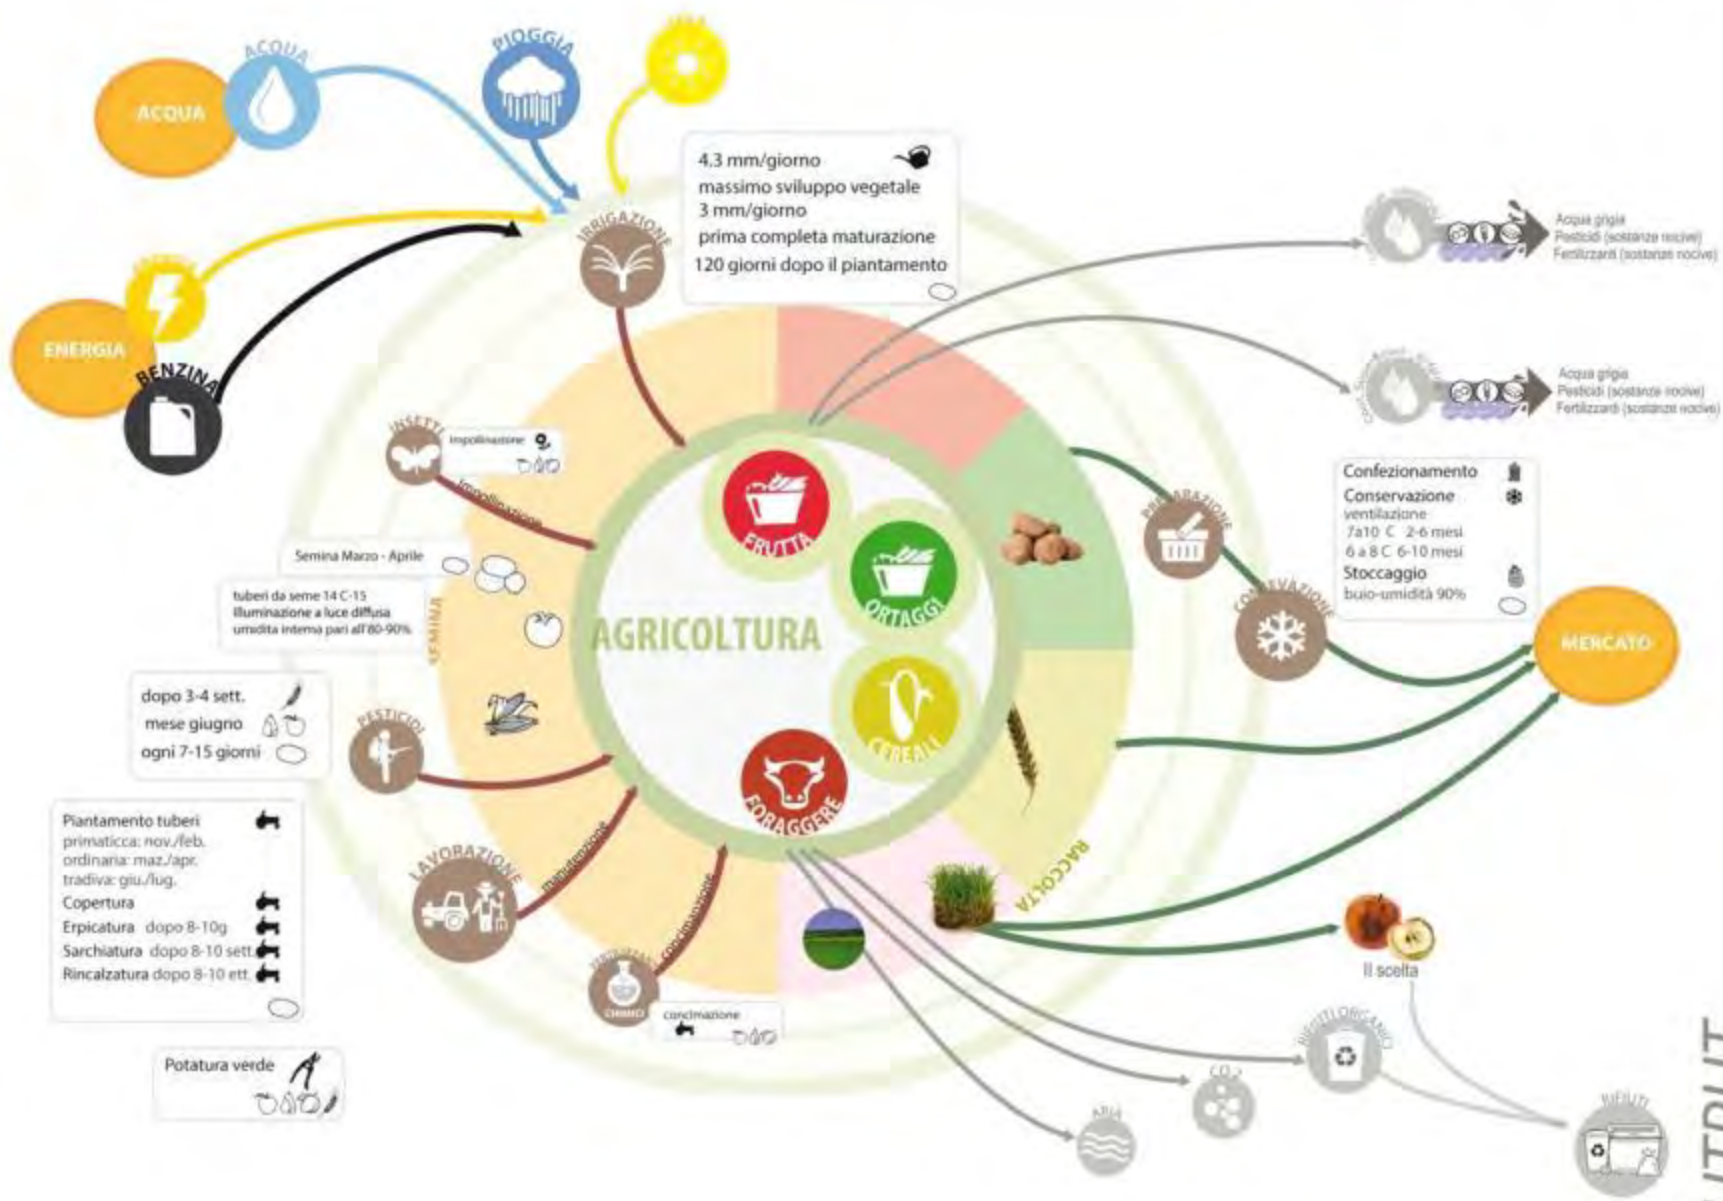 ACQUA
ACQUA
PIOGGIA
4.3 mm/giorno
massimo sviluppo vegetale
3 mm/giorno
prima completa maturazione
120 giorni dopo il piantamento
IRRIGAZIONE
Acqua grigia
Pesticidi (sostanze nocive)
Fertilizzanti (sostanze nocive)
ENERGIA
BENZINA
Acqua grigia
Pesticidi (sostanze nocive)
Fertilizzanti (sostanze nocive)
INSETTI
Impollinazione
Impollinazione
Confezionamento
Conservazione
ventilazione
7a10 C 2-6 mesi
6 a 8 C 6-10 mesi
Stoccaggio
buio-umidità 90%
PREPARAZIONE
FRUTTA
ORTAGGI
Semina Marzo - Aprile
tuberi da seme 14 C-15
Illuminazione a luce diffusa
umidita interna pari all'80-90%
SEMINA
AGRICOLTURA
MERCATO
CEREALI
FORAGGERE
dopo 3-4 sett.
mese giugno
ogni 7-15 giorni
PESTICIDI
Piantamento tuberi
primaticca: nov./feb.
ordinaria: maz./apr.
tradiva: giu./lug.
Copertura
Erpicatura dopo 8-10g
Sarchiatura dopo 8-10 sett.
Rincalzatura dopo 8-10 ett.
LAVORAZIONE
manutenzione
concimazione
RACCOLTA
CHIMICI
concimazione
Il scelta
RIFIUTI ORGANICI
CO2
ARIA
RIFIUTI
Potatura verde